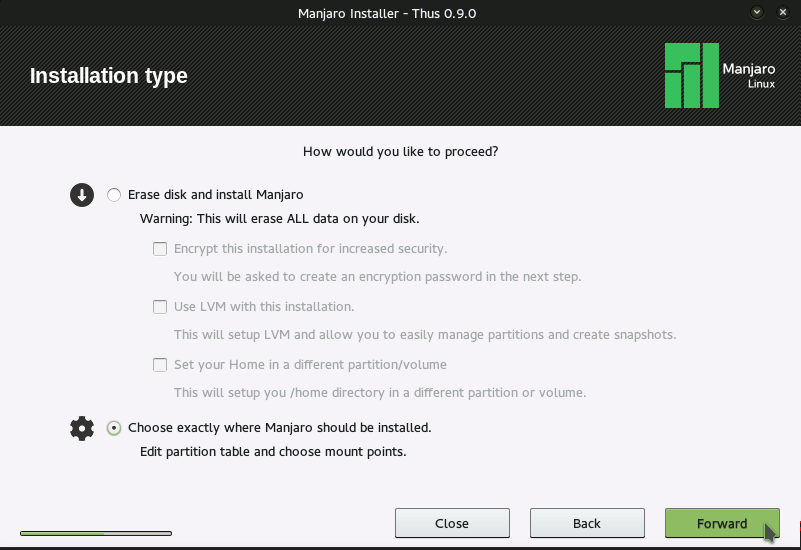 Manjaro Installer - Thus 0.9.0
Installation type
Manjaro
Linux
How would you like to proceed?
Erase disk and install Manjaro
Warning: This will erase ALL data on your disk.
Encrypt this installation for increased security.
You will be asked to create an encryption password in the next step.
Use LVM with this installation.
This will setup LVM and allow you to easily manage partitions and create snapshots.
Set your Home in a different partition/volume
This will setup you /home directory in a different partition or volume.
Choose exactly where Manjaro should be installed.
Edit partition table and choose mount points.
Close Back Forward